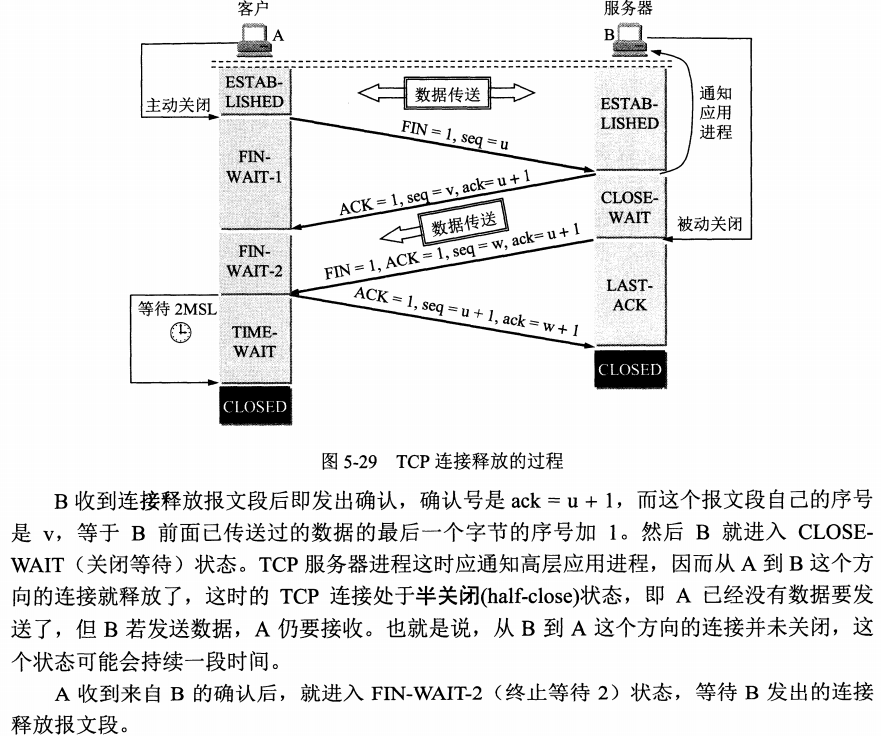 客户
服务器
A
B
ESTAB-
LISHED
数据传送
ESTAB-
LISHED
通知
应用
进程
主动关闭
FIN = 1, seq = u
FIN-
WAIT-1
ACK = 1, seq = v, ack= u + 1
CLOSE-
WAIT
数据传送
被动关闭
FIN-
WAIT-2
FIN = 1, ACK = 1, seq = w, ack= u + 1
LAST-
ACK
等待 2MSL
ACK = 1, seq = u + 1, ack = w + 1
TIME-
WAIT
CLOSED
CLOSED
图 5-29 TCP 连接释放的过程
B 收到连接释放报文段后即发出确认，确认号是 ack = u + 1，而这个报文段自己的序号
是 v，等于 B 前面已传送过的数据的最后一个字节的序号加 1。然后 B 就进入 CLOSE-
WAIT（关闭等待）状态。TCP 服务器进程这时应通知高层应用进程，因而从 A 到 B 这个方
向的连接就释放了，这时的 TCP 连接处于半关闭(half-close)状态，即 A 已经没有数据要发
送了，但 B 若发送数据，A 仍要接收。也就是说，从 B 到 A 这个方向的连接并未关闭，这
个状态可能会持续一段时间。
A 收到来自 B 的确认后，就进入 FIN-WAIT-2（终止等待 2）状态，等待 B 发出的连接
释放报文段。